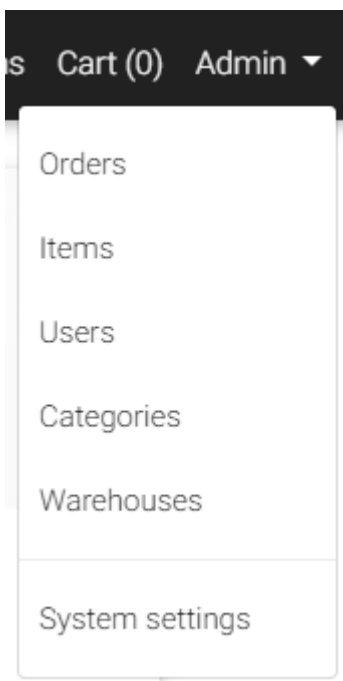 Cart (0) Admin
Orders
Items
Users
Categories
Warehouses
System settings